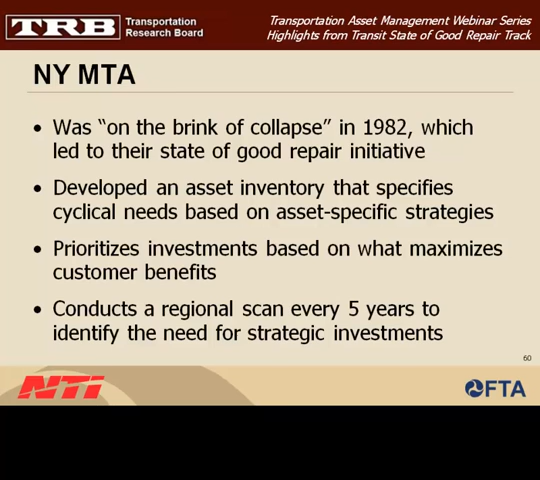 TRB Transportation
Research Board
Transportation Asset Management Webinar Series
Highlights from Transit State of Good Repair Track
NY MTA
• Was “on the brink of collapse” in 1982, which
led to their state of good repair initiative
• Developed an asset inventory that specifies
cyclical needs based on asset-specific strategies
• Prioritizes investments based on what maximizes
customer benefits
• Conducts a regional scan every 5 years to
identify the need for strategic investments
60
NTI
FTA